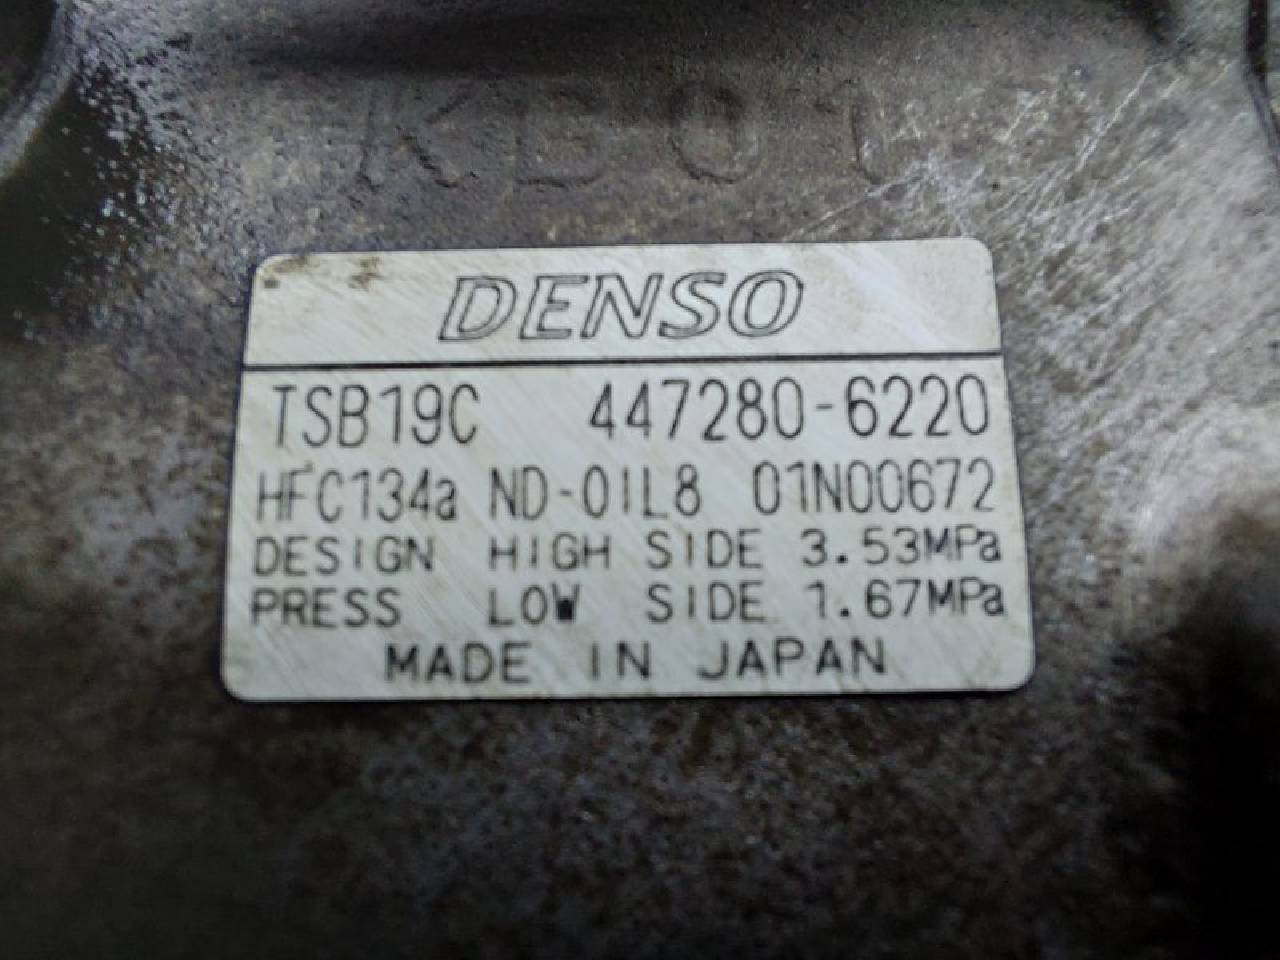 KB01
DENSO
TSB19C 447280-6220
HFC134a ND-OIL8 01N00672
DESIGN HIGH SIDE 3.53MPa
PRESS LOW SIDE 1.67MPa
MADE IN JAPAN